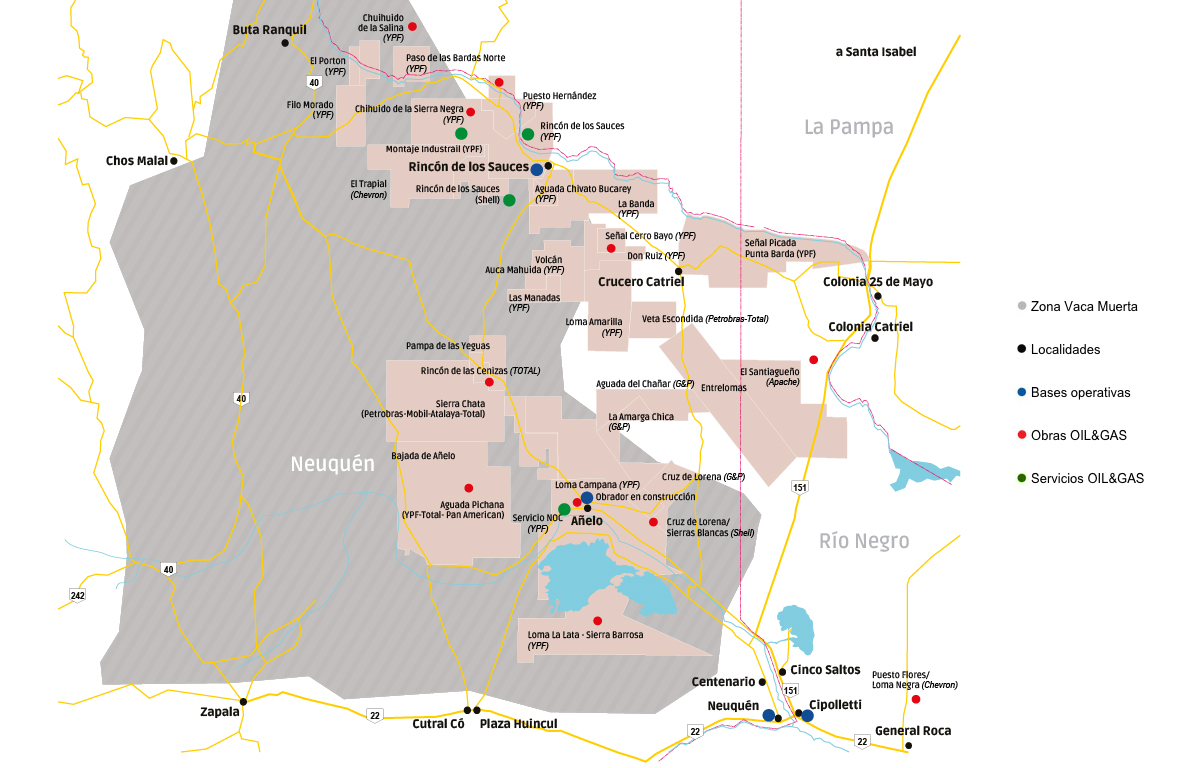 Chuihuido
de la Salina
(YPF)
Buta Ranquil
a Santa Isabel
El Porton
(YPF)
Paso de las Bardas Norte
(YPF)
40
Filo Morado
(YPF)
Puesto Hernández
(YPF)
Chihuido de la Sierra Negra
(YPF)
Rincón de los Sauces
(YPF)
La Pampa
Montaje Industrail (YPF)
Chos Malal
Rincón de los Sauces
El Trapial
(Chevron)
Rincón de los Sauces
(Shell)
Aguada Chivato Bucarey
(YPF)
La Banda
(YPF)
Señal Cerro Bayo (YPF)
Señal Picada
Punta Barda (YPF)
Don Ruiz (YPF)
Volcán
Auca Mahuida (YPF)
Crucero Catriel
Colonia 25 de Mayo
Las Manadas
(YPF)
Zona Vaca Muerta
Loma Amarilla
(YPF)
Veta Escondida (Petrobras-Total)
Colonia Catriel
Pampa de las Yeguas
Localidades
Rincón de las Cenizas (TOTAL)
El Santiagueño
(Apache)
Aguada del Chañar (G&P)
Entrelomas
Bases operativas
40
Sierra Chata
(Petrobras-Mobil-Atalaya-Total)
La Amarga Chica
(G&P)
Obras OIL&GAS
Neuquén
Bajada de Añelo
Cruz de Lorena (G&P)
Servicios OIL&GAS
Loma Campana (YPF)
151
Obrador en construcción
Aguada Pichana
(YPF-Total- Pan American)
Servicio NOC
(YPF)
Añelo
Cruz de Lorena/
Sierras Blancas (Shell)
Río Negro
40
242
Loma La Lata - Sierra Barrosa
(YPF)
Cinco Saltos
Centenario
151
Puesto Flores/
Loma Negra (Chevron)
Zapala
22
Cutral Có
Plaza Huincul
Neuquén
Cipolletti
22
22
General Roca